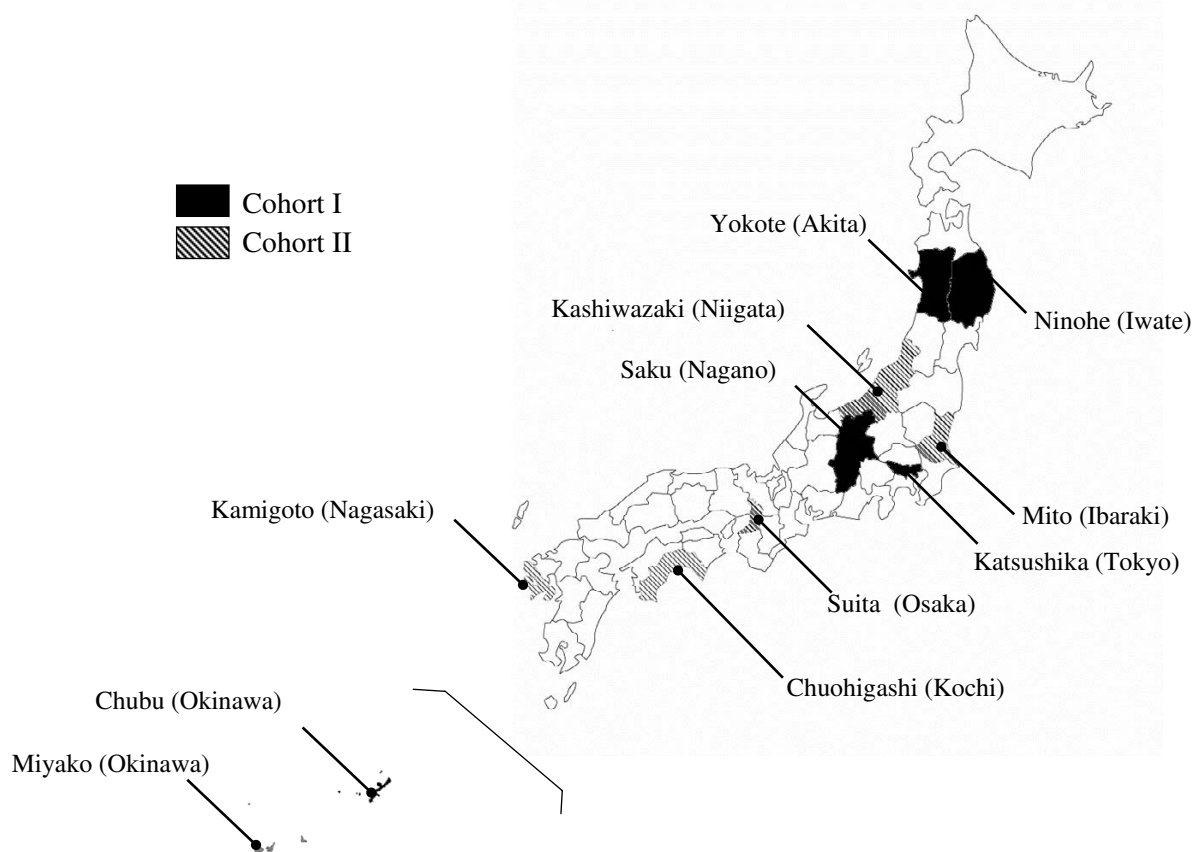 Cohort I
Cohort II
Yokote (Akita)
Kashiwazaki (Niigata)
Ninohe (Iwate)
Saku (Nagano)
Kamigoto (Nagasaki)
Mito (Ibaraki)
Katsushika (Tokyo)
Suita (Osaka)
Chuohigashi (Kochi)
Chubu (Okinawa)
Miyako (Okinawa)